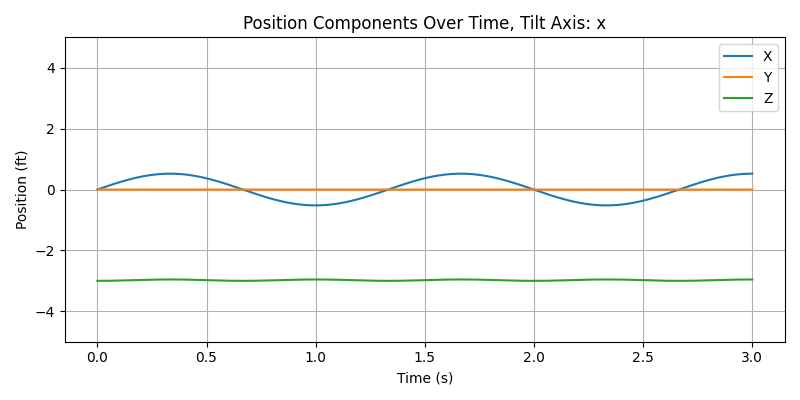 Position Components Over Time, Tilt Axis: x
X
Y
Z
Position (ft)
4
2
0
−2
−4
0.0 0.5 1.0 1.5 2.0 2.5 3.0
Time (s)